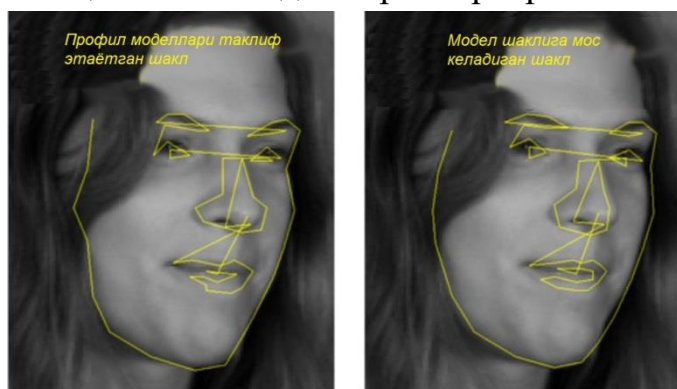 Профил моделлари таклиф
этаётган шакл
Модел шаклига мос
келадиган шакл